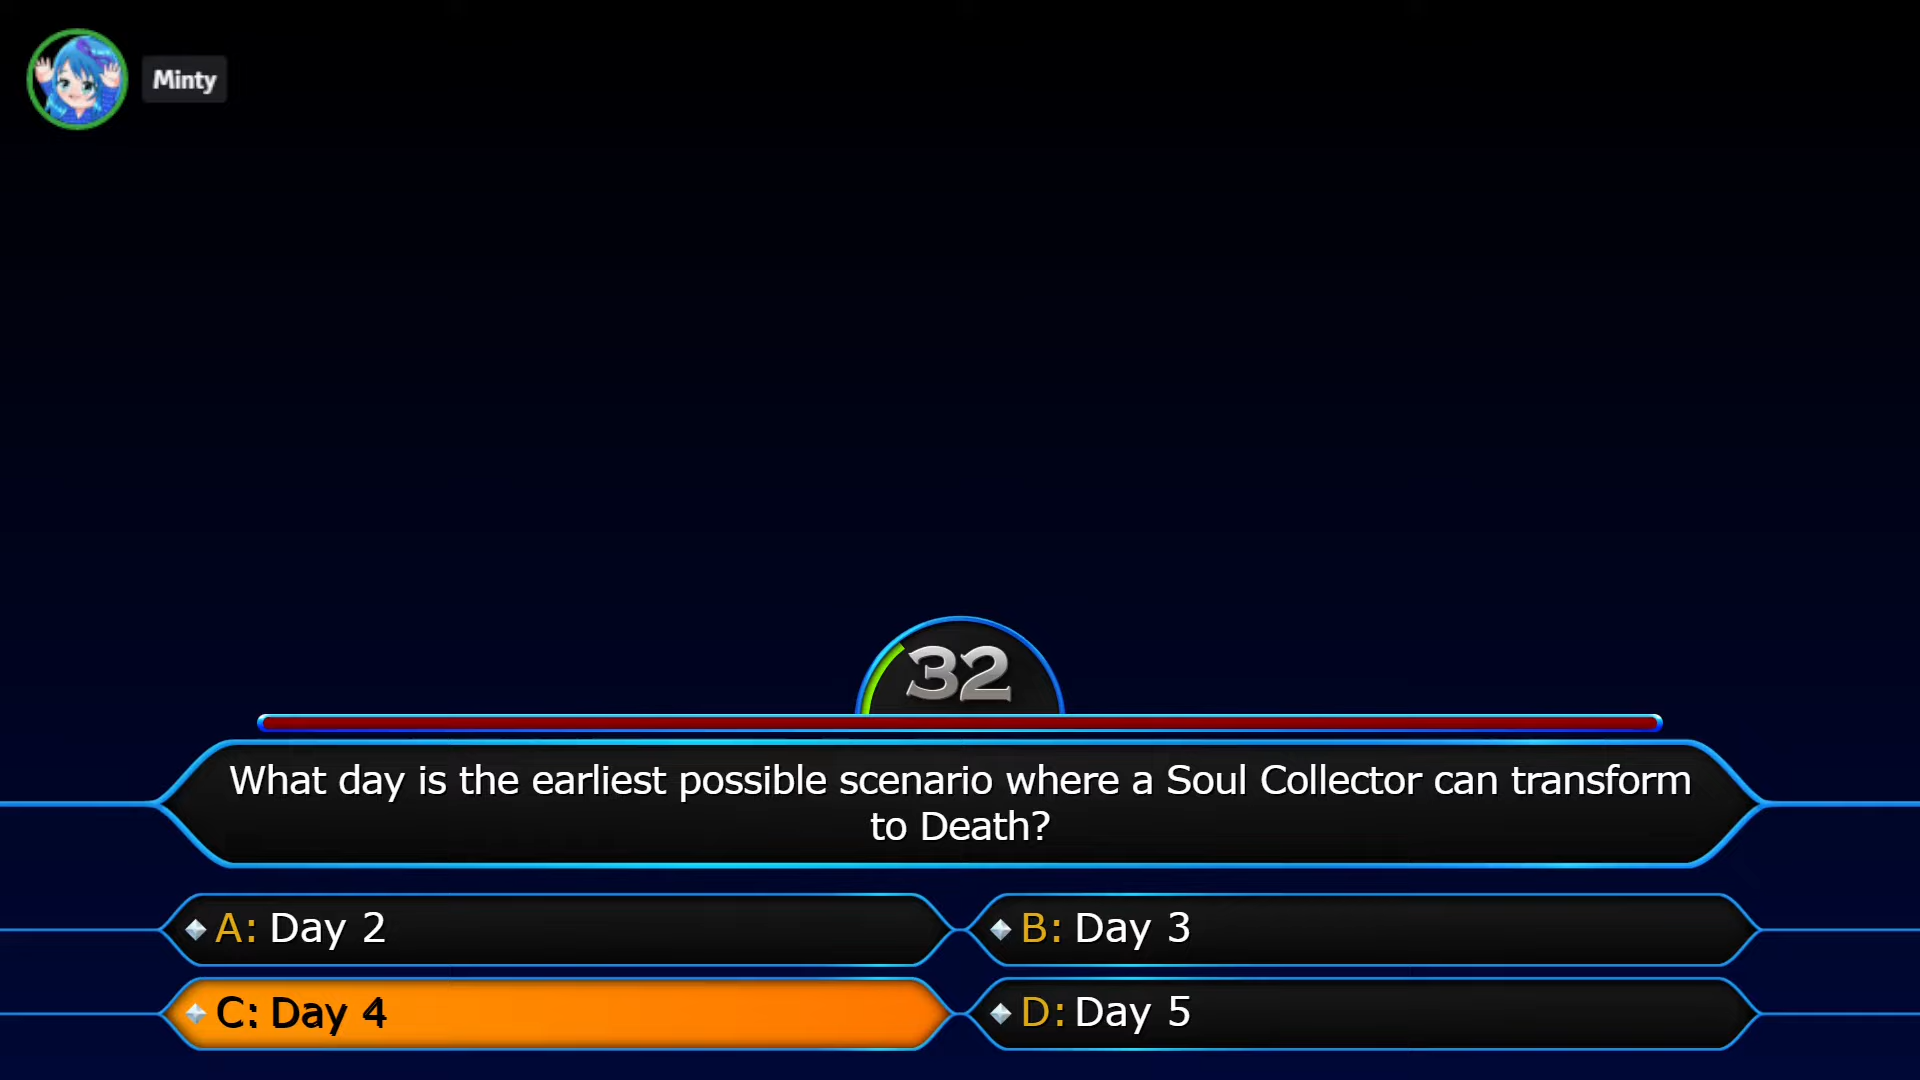 Minty
32
What day is the earliest possible scenario where a Soul Collector can transform
to Death?
A: Day 2
B: Day 3
C: Day 4
D: Day 5